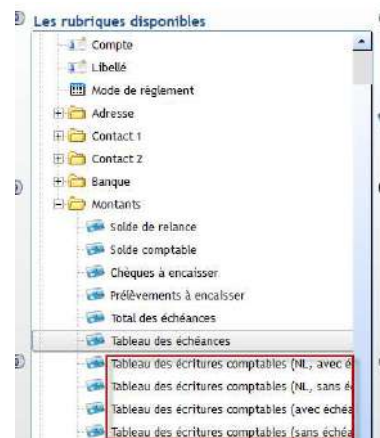 Les rubriques disponibles
Compte
Libellé
Mode de règlement
Adresse
Contact 1
Contact 2
Banque
Montants
Solde de relance
Solde comptable
Chèques à encaisser
Prélèvements à encaisser
Total des échéances
Tableau des échéances
Tableau des écritures comptables (NL, avec é
Tableau des écritures comptables (NL, sans é
Tableau des écritures comptables (avec échéa
Tableau des écritures comptables (sans échéa